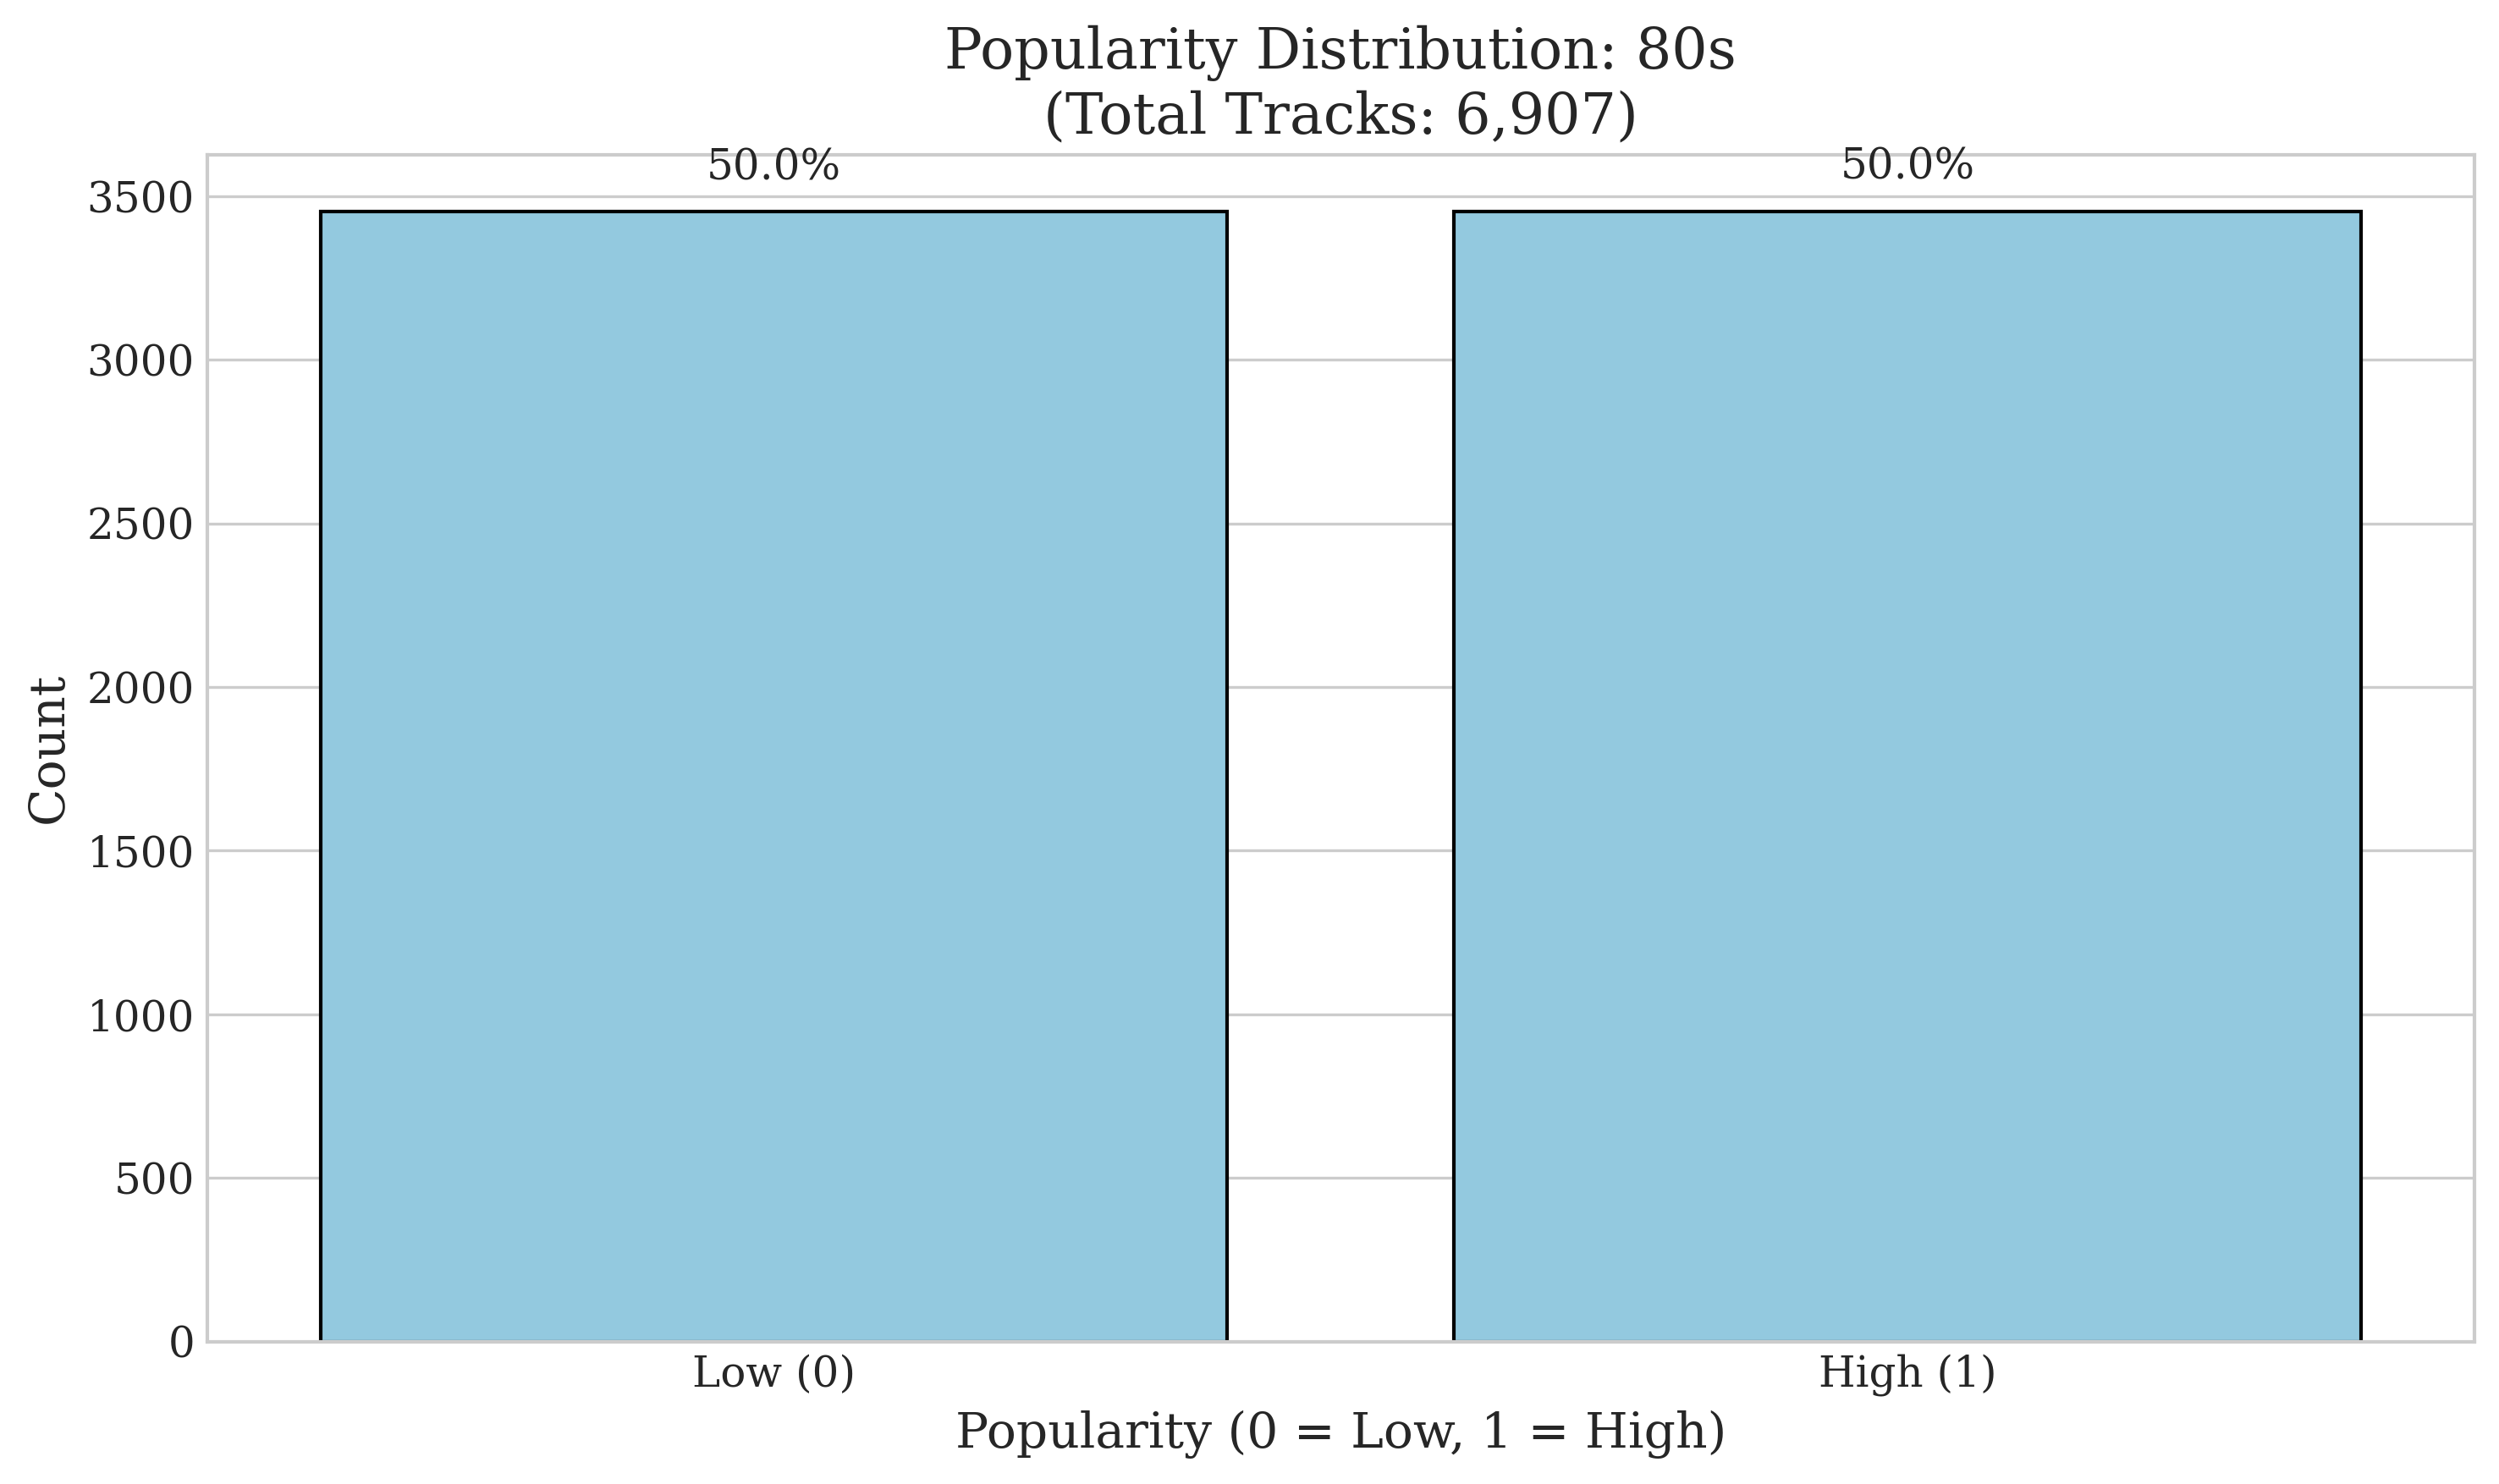 Popularity Distribution: 80s
(Total Tracks: 6,907)
50.0%
50.0%
3500
3000
2500
2000
1500
1000
500
0
Count
Low (0)
High (1)
Popularity (0 = Low, 1 = High)